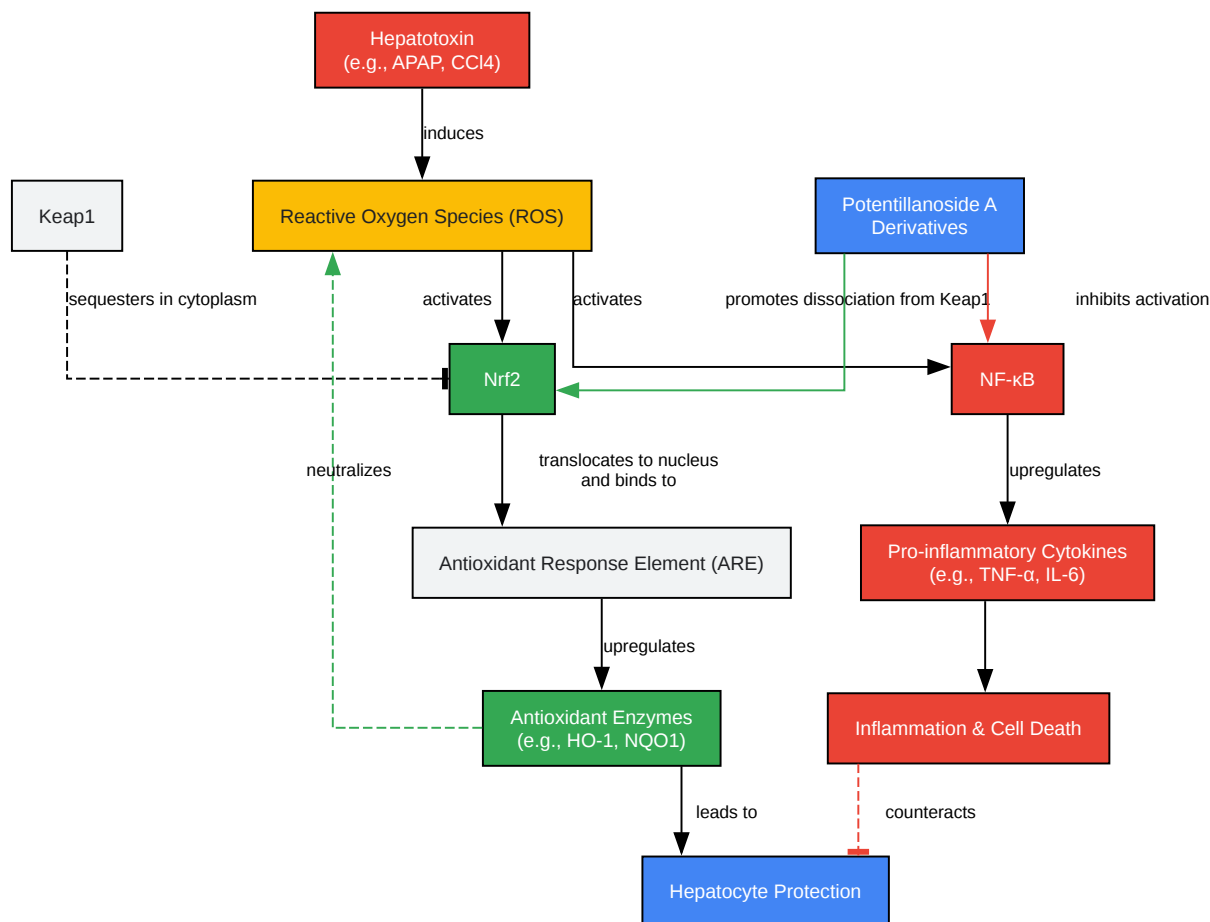 Hepatotoxin
(e.g., APAP, CCl4)
induces
Keap1
Reactive Oxygen Species (ROS)
Potentillanoside A
Derivatives
sequesters in cytoplasm
activates
activates
promotes dissociation from Keap1
inhibits activation
Nrf2
NF-κB
neutralizes
translocates to nucleus
and binds to
upregulates
Antioxidant Response Element (ARE)
Pro-inflammatory Cytokines
(e.g., TNF-α, IL-6)
upregulates
Antioxidant Enzymes
(e.g., HO-1, NQO1)
Inflammation & Cell Death
leads to
counteracts
Hepatocyte Protection